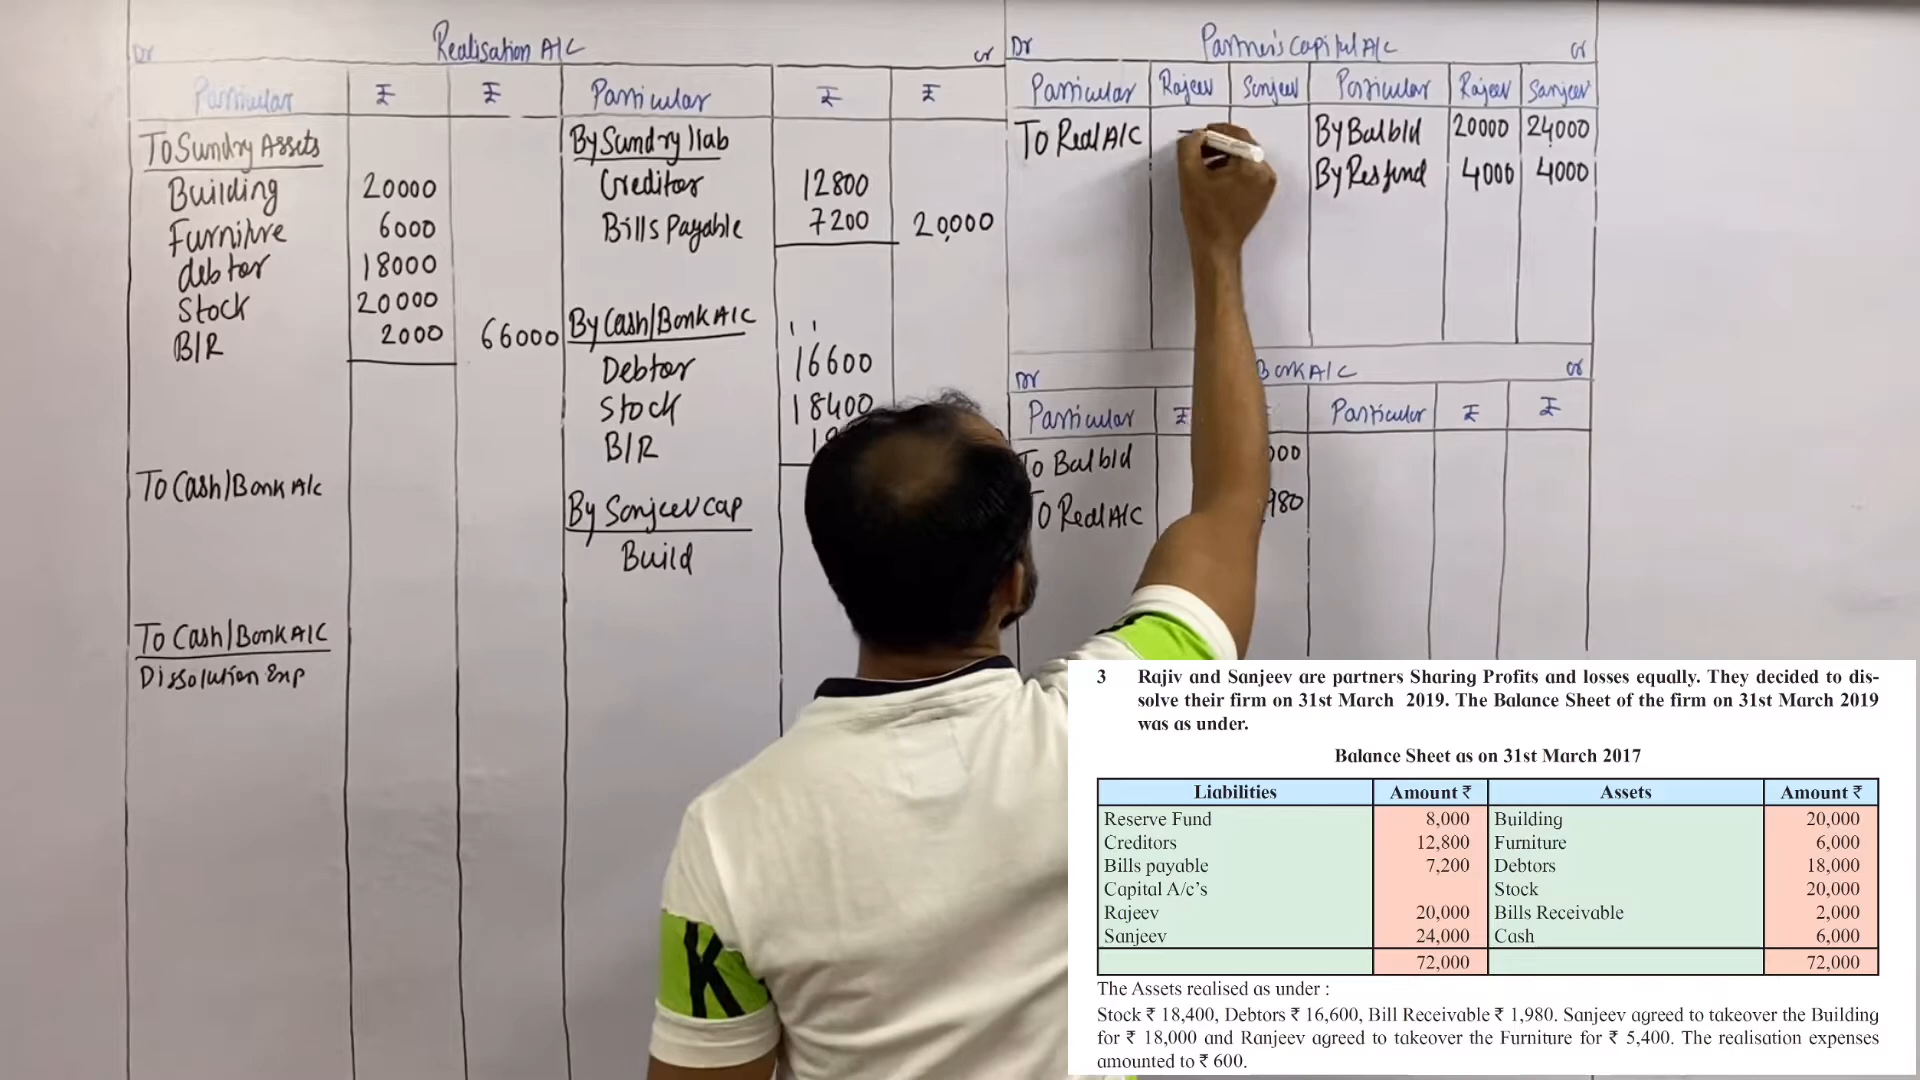 Realisation A/C
Dr
Cr
Particular ₹ ₹ Particular ₹ ₹
To Sundry Assets
Building 20000
Furniture 6000
debtor 18000
Stock 20000
B/R 2000 66000
To Cash/Bank A/c
To Cash/Bank A/C
Dissolution Exp
By Sundry liab
Creditor 12800
Bills Payable 7200 20,000
By Cash/Bank A/C
Debtor 16600
Stock 18400
B/R
By Sanjeev cap
Build
Dr Partner's Capital A/C Cr
Particular Rajeev Sanjeev Particular Rajeev Sanjeev
To Real A/C By Bal b/d 20000 24,000
By Res fund 4000 4000
Dr Bank A/C Cr
Particular ₹ Particular ₹ ₹
To Bal b/d 000
To Real A/C 980
K
3 Rajiv and Sanjeev are partners Sharing Profits and losses equally. They decided to dis-
solve their firm on 31st March 2019. The Balance Sheet of the firm on 31st March 2019
was as under.
Balance Sheet as on 31st March 2017
Liabilities Amount ₹ Assets Amount ₹
Reserve Fund 8,000 Building 20,000
Creditors 12,800 Furniture 6,000
Bills payable 7,200 Debtors 18,000
Capital A/c's Stock 20,000
Rajeev 20,000 Bills Receivable 2,000
Sanjeev 24,000 Cash 6,000
72,000 72,000
The Assets realised as under :
Stock ₹ 18,400, Debtors ₹ 16,600, Bill Receivable ₹ 1,980. Sanjeev agreed to takeover the Building
for ₹ 18,000 and Ranjeev agreed to takeover the Furniture for ₹ 5,400. The realisation expenses
amounted to ₹ 600.